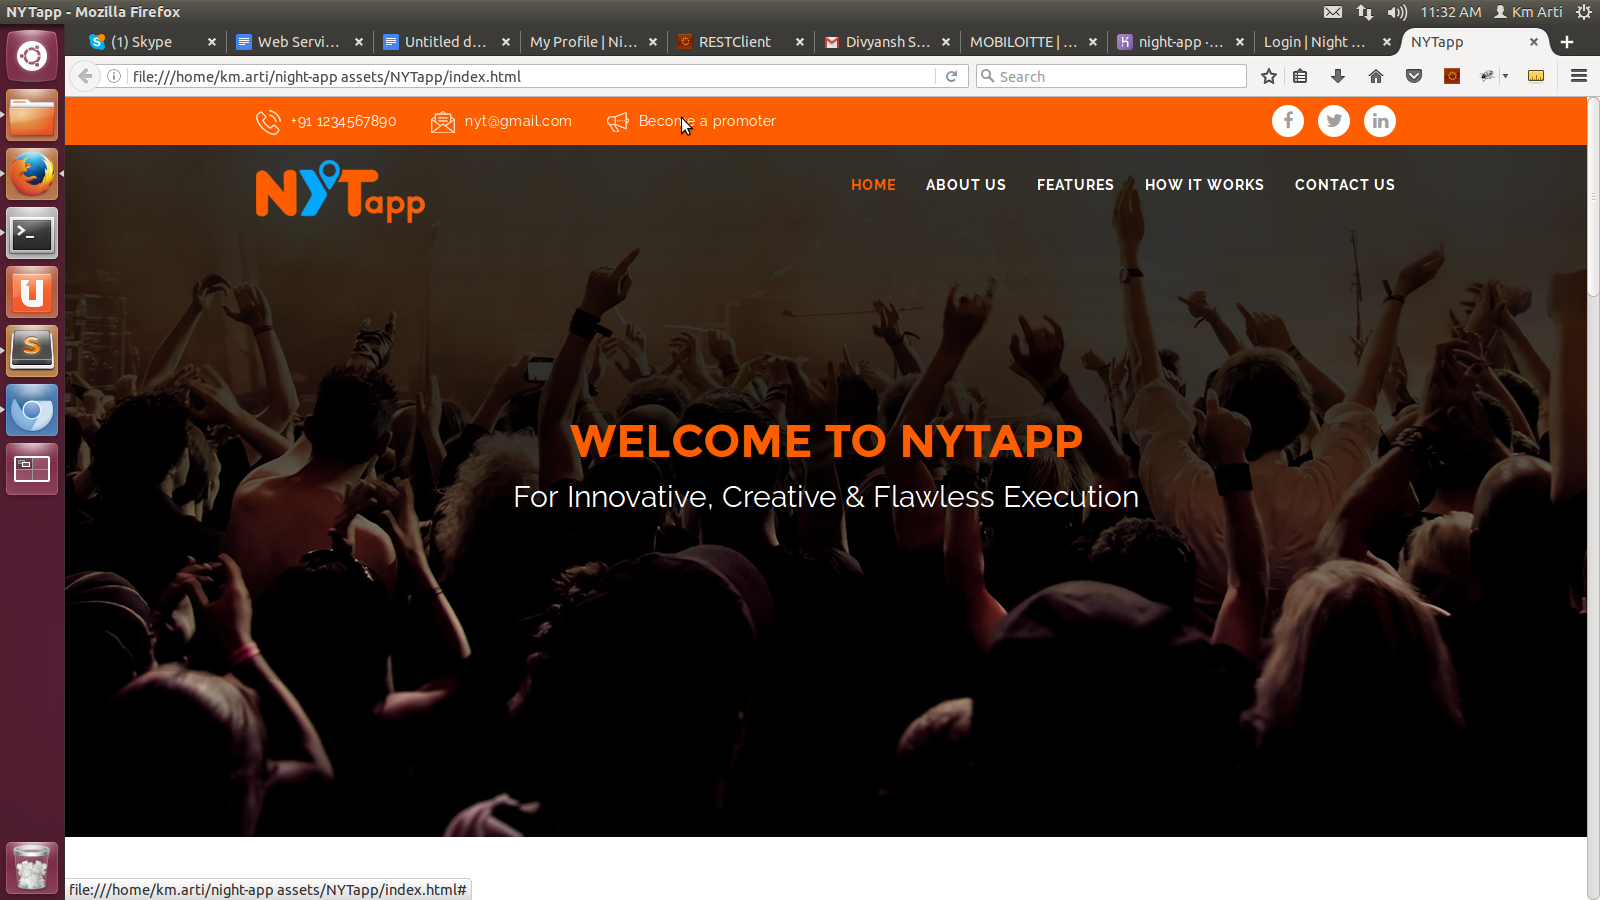 NYTapp - Mozilla Firefox
11:32 AM
Km Arti
(1) Skype
Web Servi...
Untitled d...
My Profile | Ni...
RESTClient
Divyansh S...
MOBILOITTE | ...
night-app ·...
Login | Night ...
NYTapp
file:///home/km.arti/night-app assets/NYTapp/index.html
Search
+91 1234567890
nyt@gmail.com
Become a promoter
NYTapp
HOME
ABOUT US
FEATURES
HOW IT WORKS
CONTACT US
WELCOME TO NYTAPP
For Innovative, Creative & Flawless Execution
file:///home/km.arti/night-app assets/NYTapp/index.html#